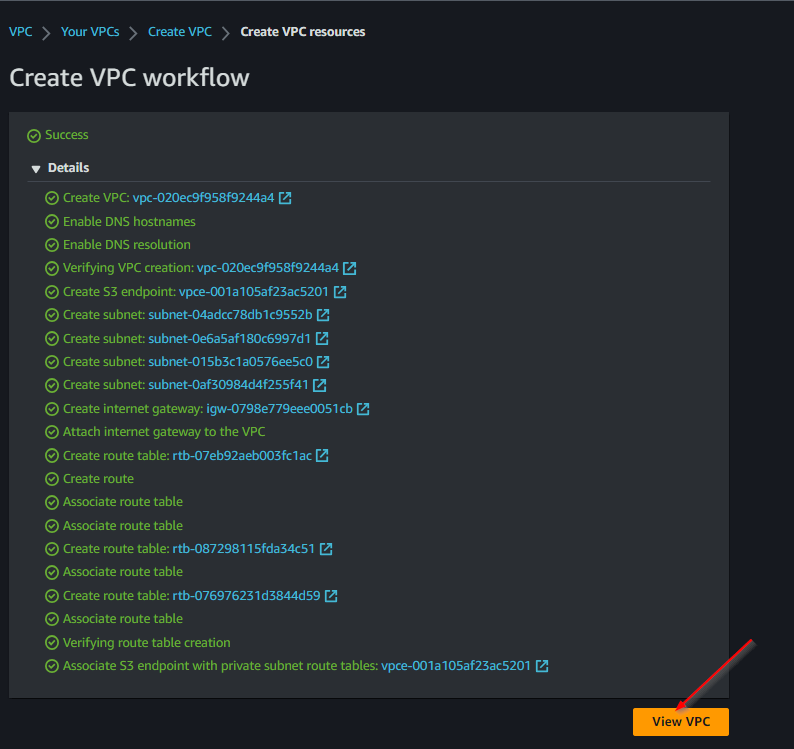 VPC > Your VPCs > Create VPC > Create VPC resources
Create VPC workflow
Success
Details
Create VPC: vpc-020ec9f958f9244a4
Enable DNS hostnames
Enable DNS resolution
Verifying VPC creation: vpc-020ec9f958f9244a4
Create S3 endpoint: vpce-001a105af23ac5201
Create subnet: subnet-04adcc78db1c9552b
Create subnet: subnet-0e6a5af180c6997d1
Create subnet: subnet-015b3c1a0576ee5c0
Create subnet: subnet-0af30984d4f255f41
Create internet gateway: igw-0798e779eee0051cb
Attach internet gateway to the VPC
Create route table: rtb-07eb92aeb003fc1ac
Create route
Associate route table
Associate route table
Create route table: rtb-087298115fda34c51
Associate route table
Create route table: rtb-076976231d3844d59
Associate route table
Verifying route table creation
Associate S3 endpoint with private subnet route tables: vpce-001a105af23ac5201
View VPC